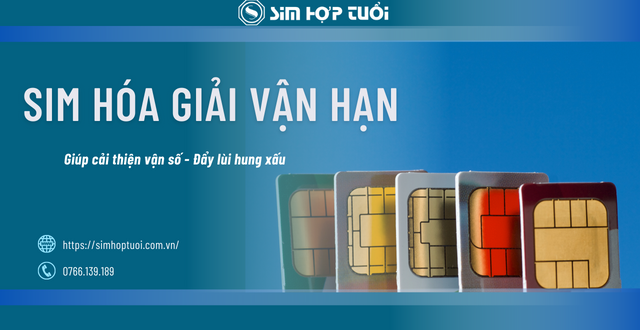 SIM HỢP TUỔI
SIM HÓA GIẢI VẬN HẠN
Giúp cải thiện vận số - Đẩy lùi hung xấu
https://simhoptuoi.com.vn/
0766.139.189